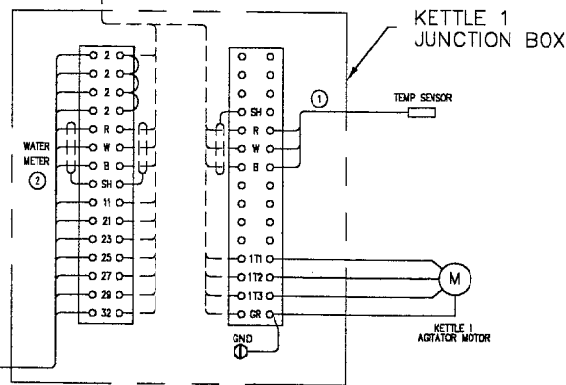 KETTLE 1
JUNCTION BOX
2
2
2
2
R
W
B
SH
11
21
23
25
27
29
32
WATER
METER
2
SH
R
W
B
1T1
1T2
1T3
GR
1
TEMP SENSOR
M
KETTLE 1
AGITATOR MOTOR
GND